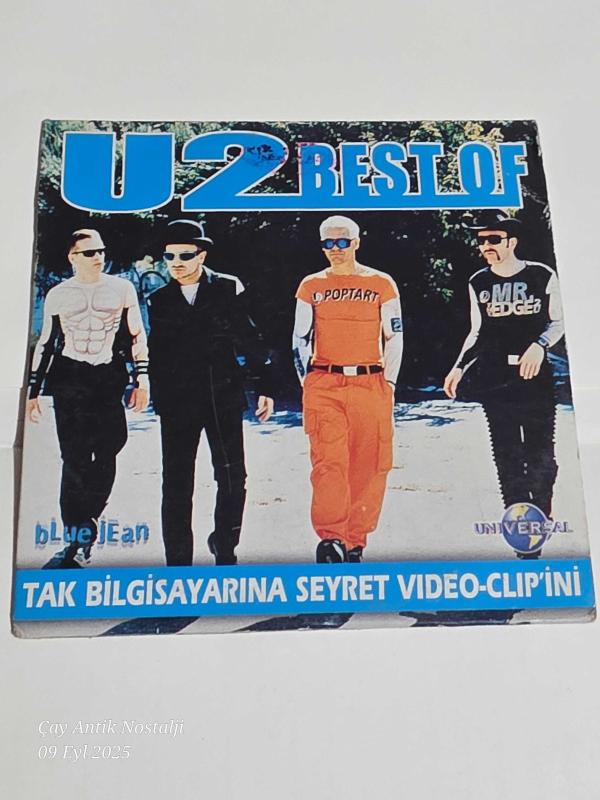 U2 BEST OF
POPTART
MR.
EDGE
bLue jEan
UNIVERSAL
TAK BİLGİSAYARINA SEYRET VIDEO-CLIP'İNİ
Çay Antik Nostalji
09 Eyl 2025